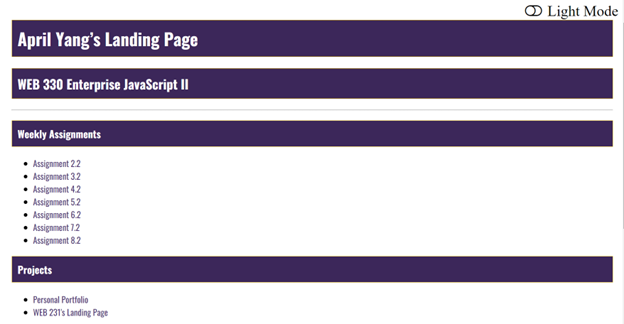 Light Mode
April Yang’s Landing Page
WEB 330 Enterprise JavaScript II
Weekly Assignments
Assignment 2.2
Assignment 3.2
Assignment 4.2
Assignment 5.2
Assignment 6.2
Assignment 7.2
Assignment 8.2
Projects
Personal Portfolio
WEB 231's Landing Page